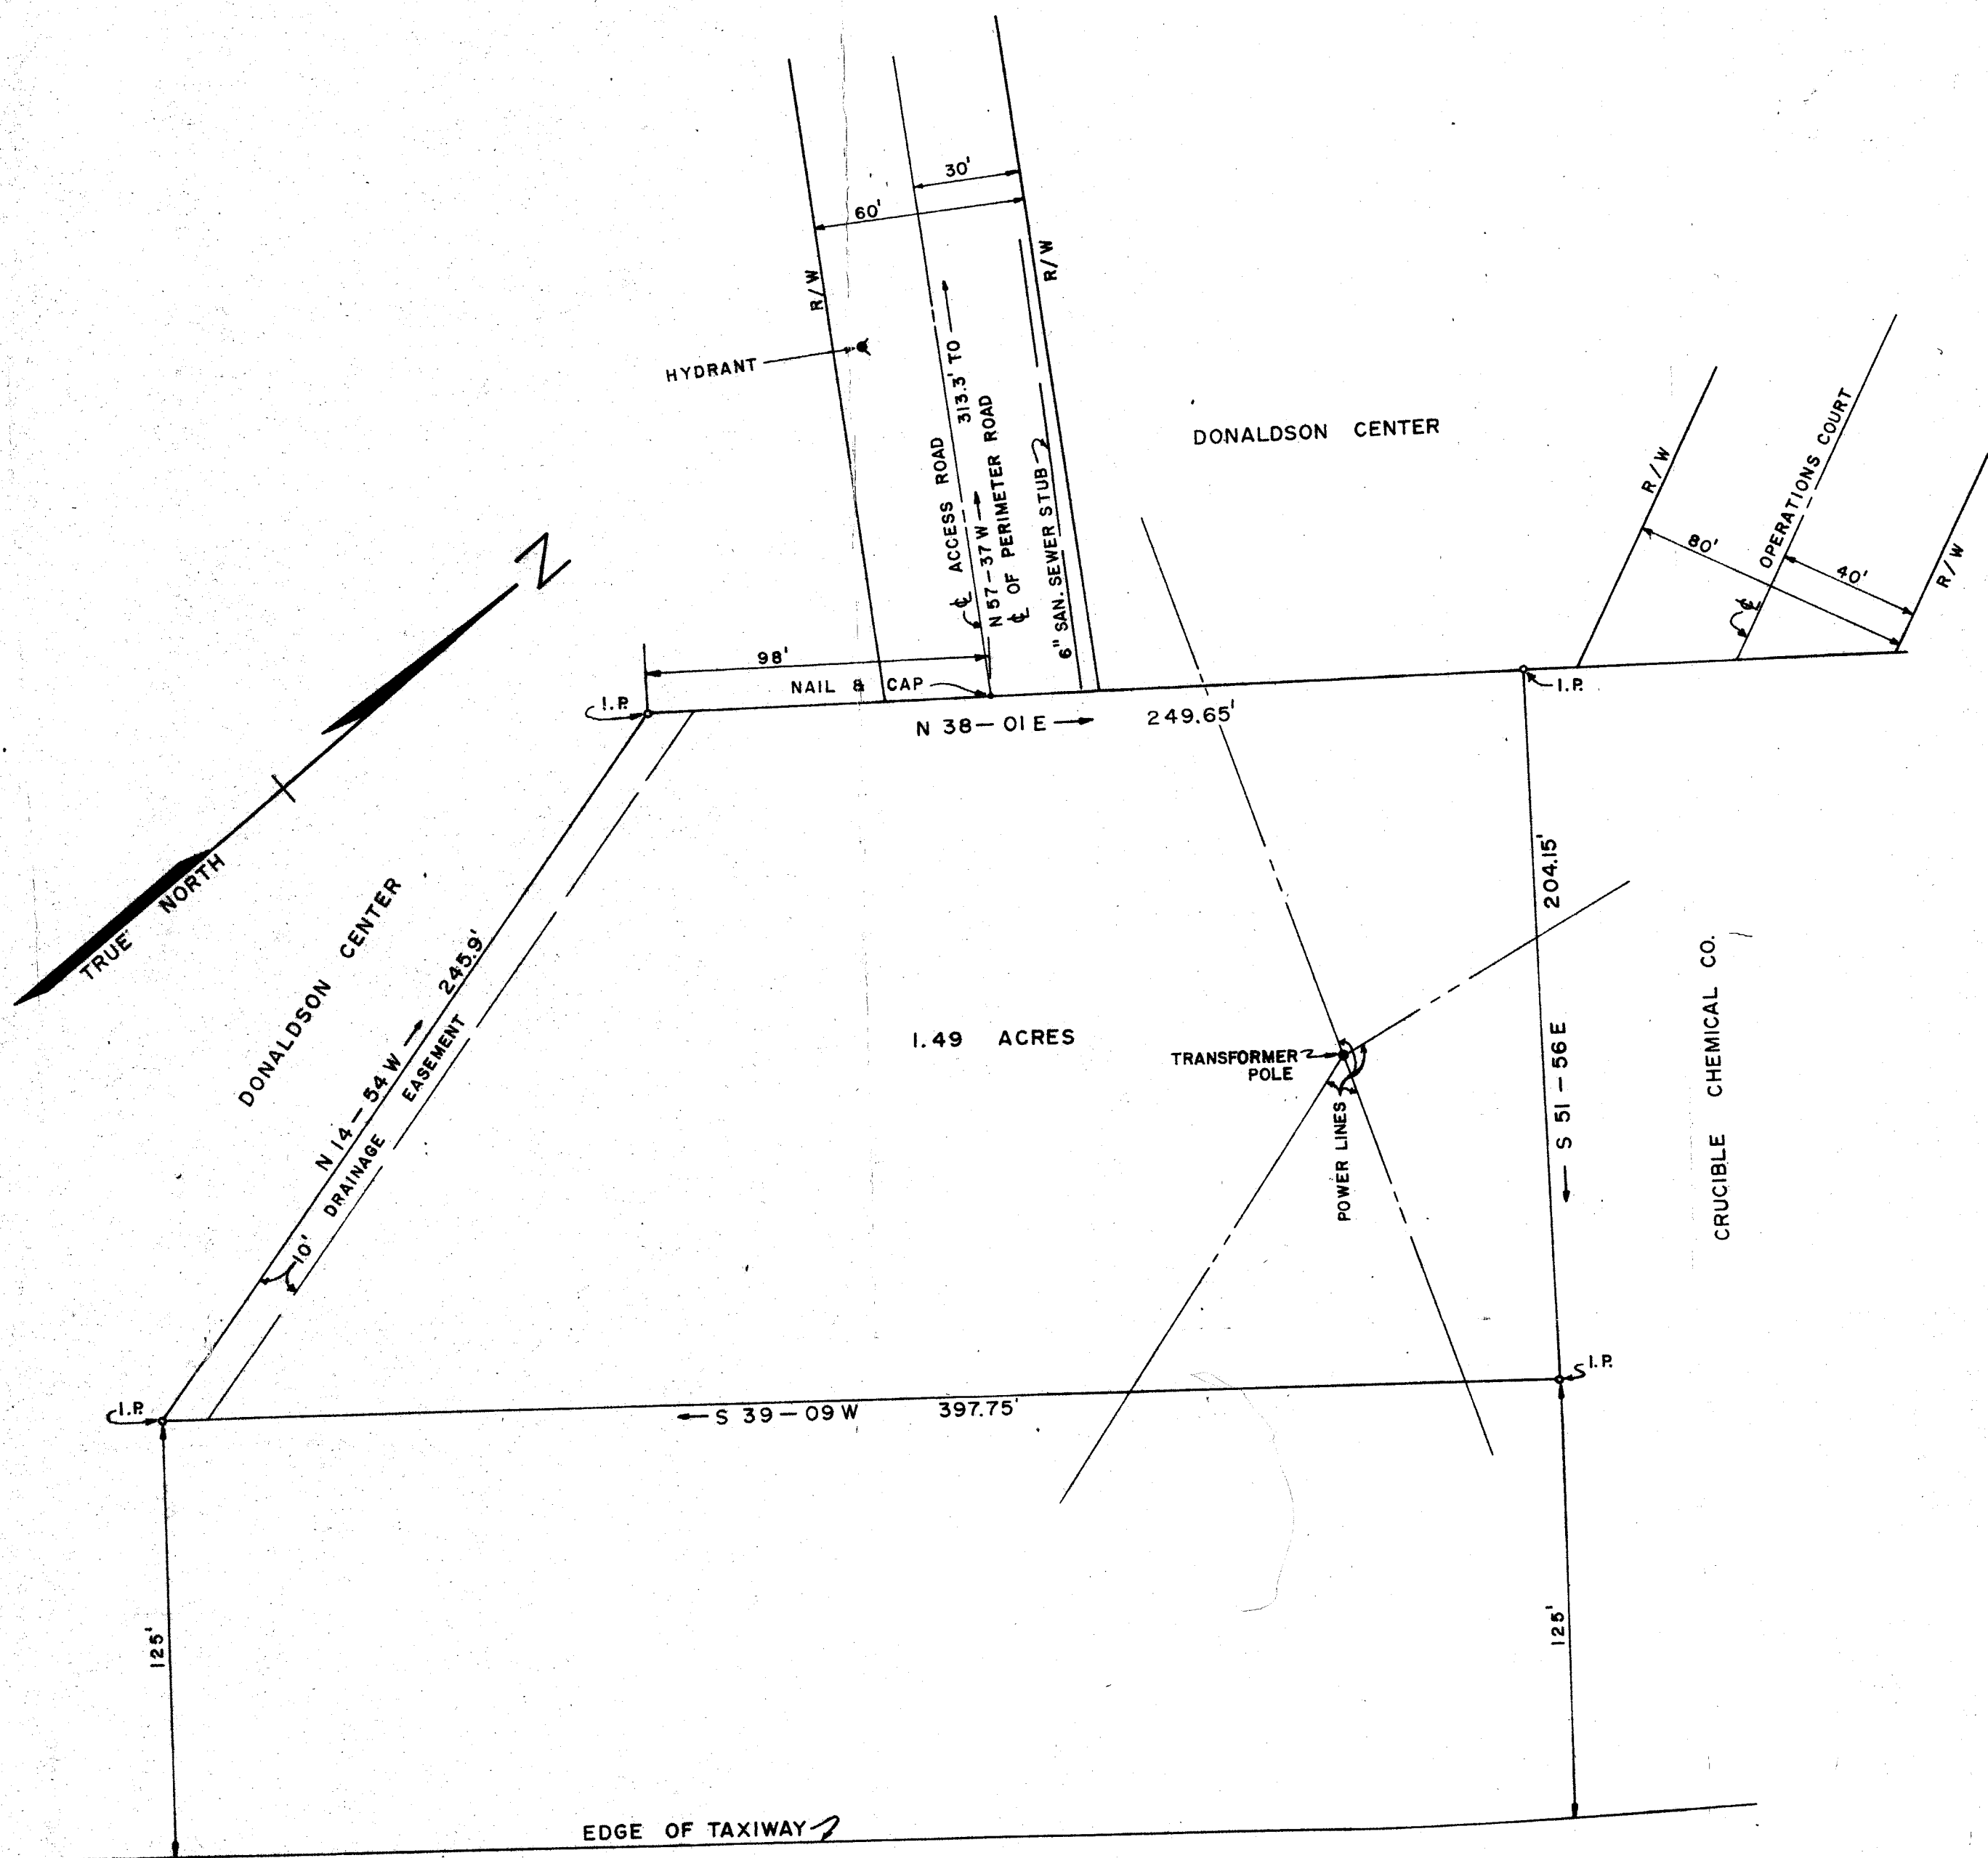 30'
60'
R/W
R/W
HYDRANT
℄ ACCESS ROAD 313.3' TO
N 57-37 W
℄ OF PERIMETER ROAD
6" SAN. SEWER STUB
DONALDSON CENTER
R/W
80'
℄ OPERATIONS COURT
40'
R/W
N
TRUE NORTH
98'
NAIL & CAP
I.P.
I.P.
N 38-01 E 249.65'
DONALDSON CENTER
N 14-54 W 245.9'
10' DRAINAGE EASEMENT
1.49 ACRES
TRANSFORMER
POLE
POWER LINES
204.15'
S 51-56 E
CRUCIBLE CHEMICAL CO.
I.P.
I.P.
S 39-09 W 397.75'
125'
125'
EDGE OF TAXIWAY